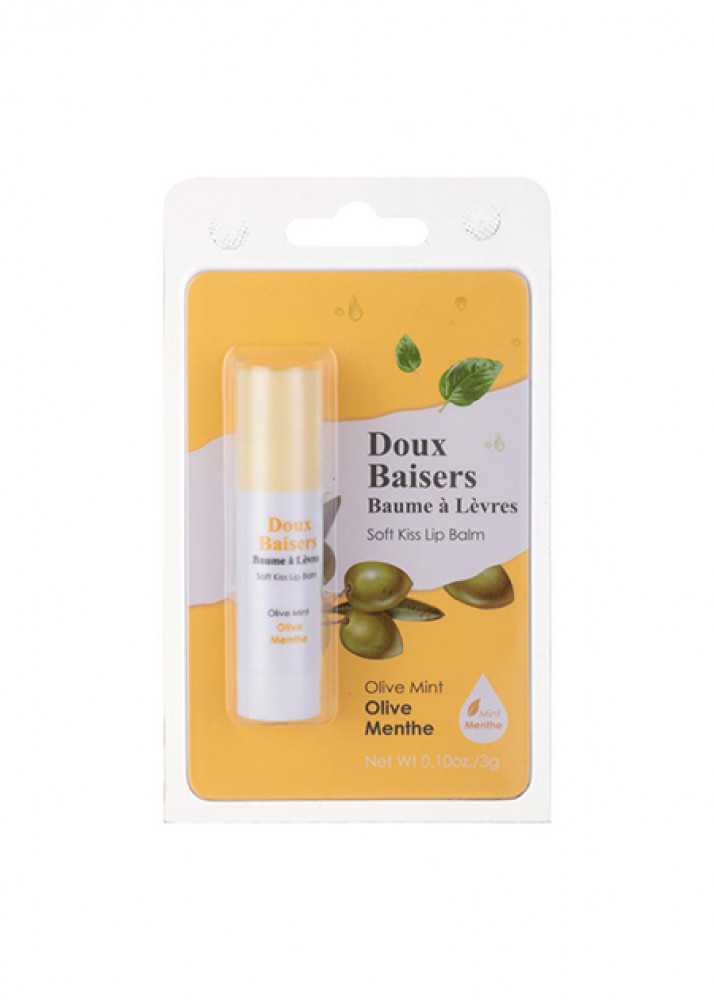 Doux
Baisers
Baume à Lèvres
Soft Kiss Lip Balm
Olive Mint
Olive
Menthe
Doux
Baisers
Baume à Lèvres
Soft Kiss Lip Balm
Olive Mint
Olive
Menthe
Mint
Menthe
Net Wt 0.10oz./3g